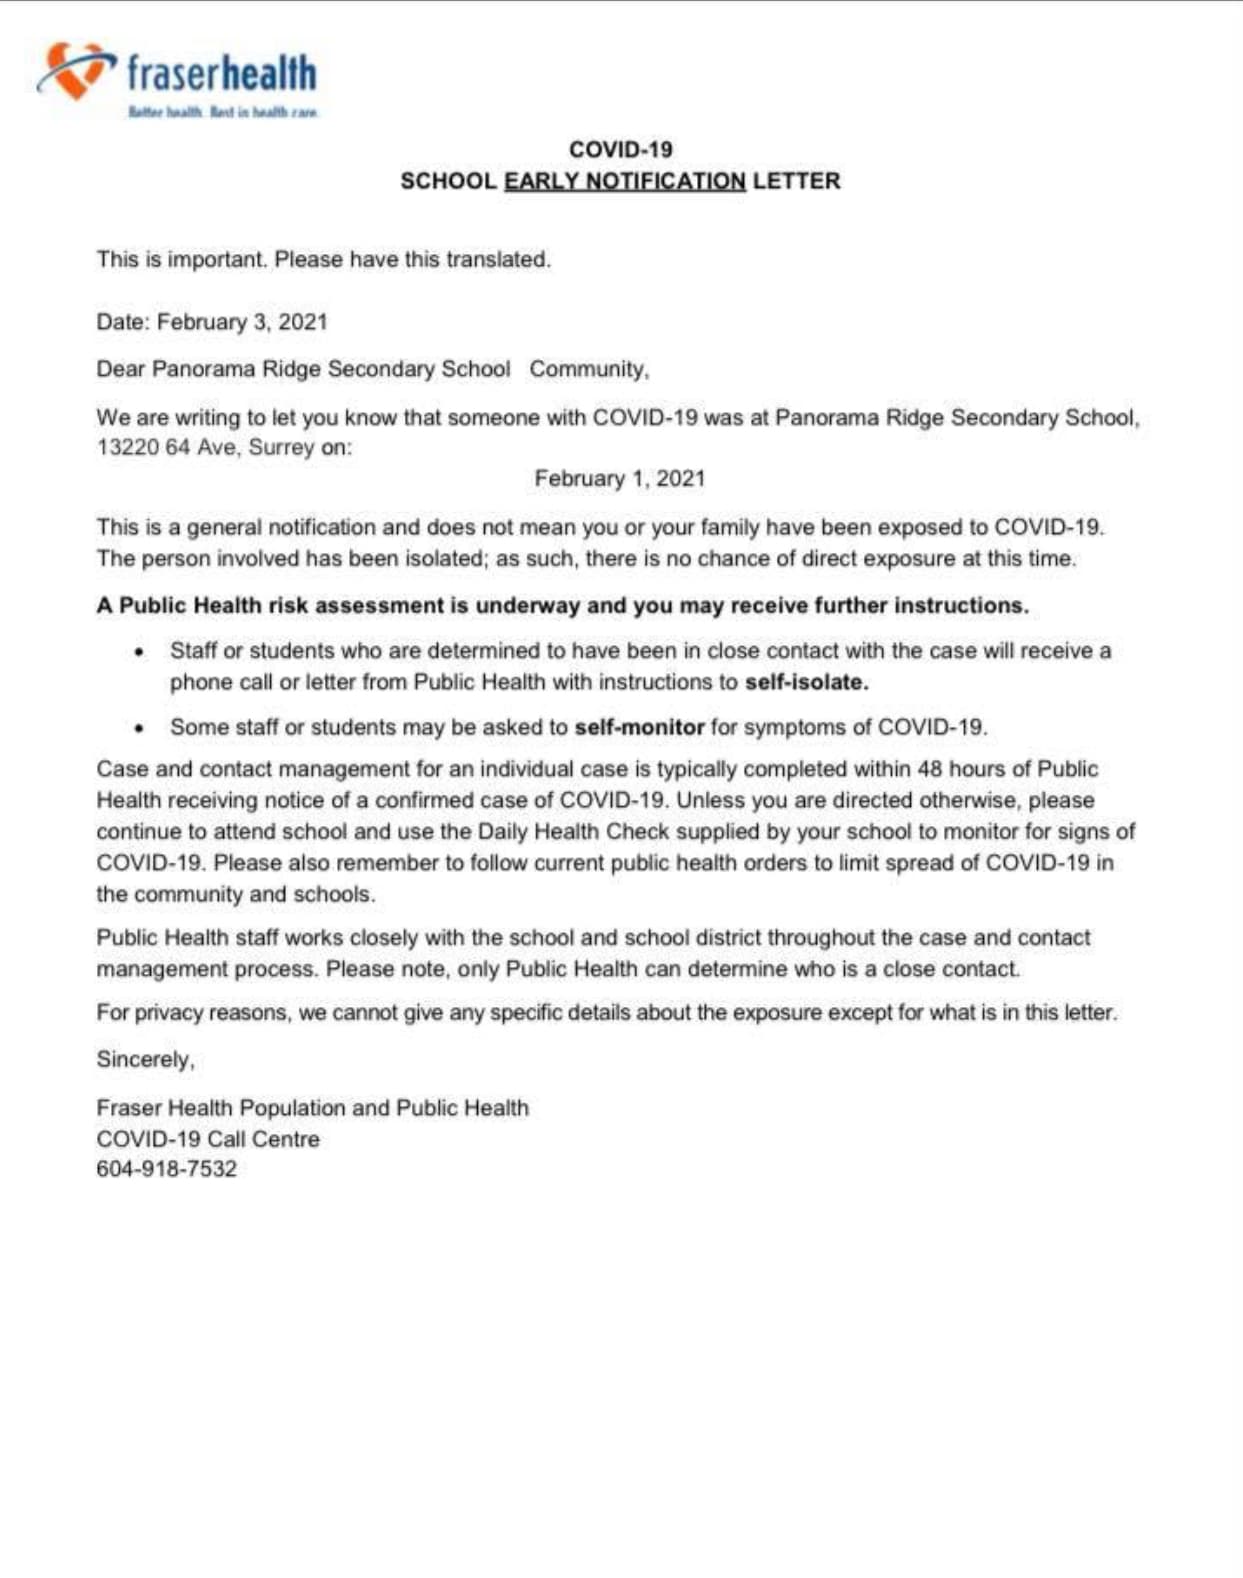 fraserhealth
Better health. Best in health care.
COVID-19
SCHOOL EARLY NOTIFICATION LETTER
This is important. Please have this translated.
Date: February 3, 2021
Dear Panorama Ridge Secondary School Community,
We are writing to let you know that someone with COVID-19 was at Panorama Ridge Secondary School,
13220 64 Ave, Surrey on:
February 1, 2021
This is a general notification and does not mean you or your family have been exposed to COVID-19.
The person involved has been isolated; as such, there is no chance of direct exposure at this time.
A Public Health risk assessment is underway and you may receive further instructions.
• Staff or students who are determined to have been in close contact with the case will receive a
phone call or letter from Public Health with instructions to self-isolate.
• Some staff or students may be asked to self-monitor for symptoms of COVID-19.
Case and contact management for an individual case is typically completed within 48 hours of Public
Health receiving notice of a confirmed case of COVID-19. Unless you are directed otherwise, please
continue to attend school and use the Daily Health Check supplied by your school to monitor for signs of
COVID-19. Please also remember to follow current public health orders to limit spread of COVID-19 in
the community and schools.
Public Health staff works closely with the school and school district throughout the case and contact
management process. Please note, only Public Health can determine who is a close contact.
For privacy reasons, we cannot give any specific details about the exposure except for what is in this letter.
Sincerely,
Fraser Health Population and Public Health
COVID-19 Call Centre
604-918-7532